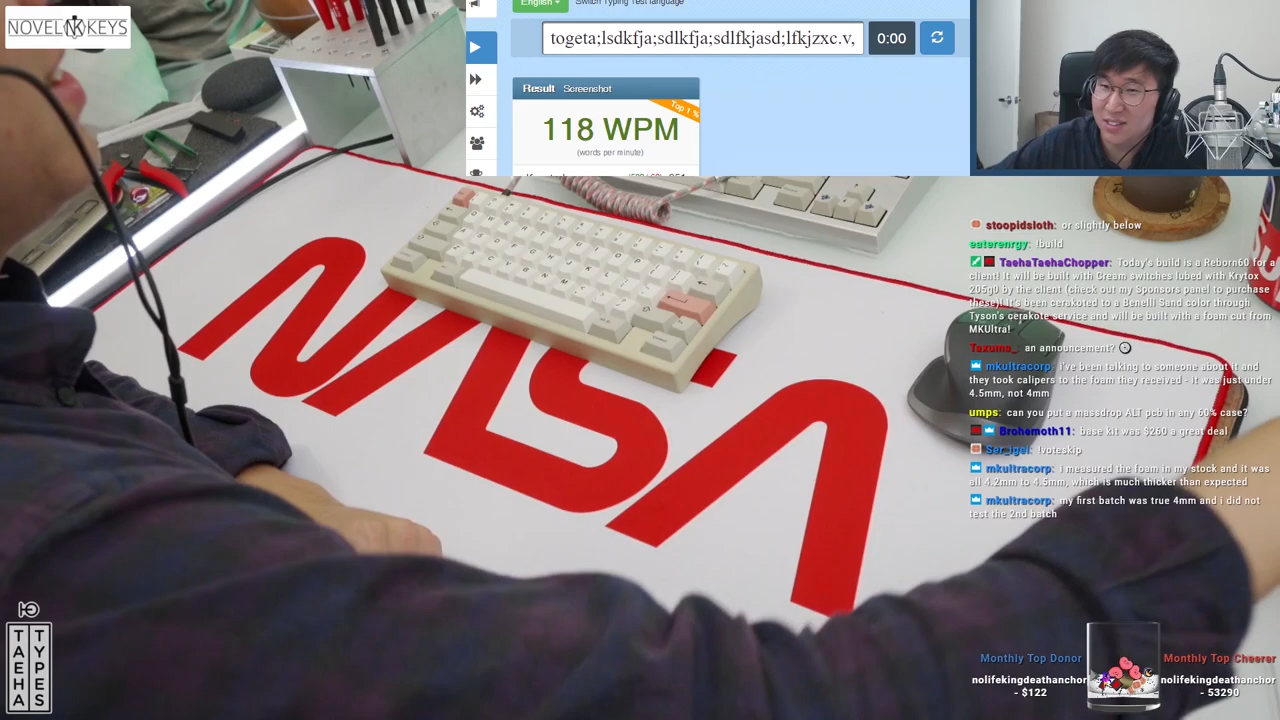 NOVEL KEYS
English
Switch Typing Test language
togeta;lsdkfja;sdlkfja;sdlfkjasd;lfkjzxc.v,
0:00
Result Screenshot
Top 1 %
118 WPM
(words per minute)
stoopidsloth: or slightly below
eaterenrgy: !build
TaehaTaehaChopper: Today's build is a Reborn60 for a
client! It will be built with Cream switches lubed with Krytox
205g0 by the client (check out my Sponsors panel to purchase
these)! It's been cerakoted to a Benelli Sand color through
Tyson's cerakote service and will be built with a foam cut from
MKUltra!
Taxuma_: an announcement?
mkultracorp: i've been talking to someone about it and
they took calipers to the foam they received - it was just under
4.5mm, not 4mm
umps: can you put a massdrop ALT pcb in any 60% case?
Brohemoth11: base kit was $260 a great deal
Ser_Igel: !voteskip
mkultracorp: i measured the foam in my stock and it was
all 4.2mm to 4.5mm, which is much thicker than expected
mkultracorp: my first batch was true 4mm and i did not
test the 2nd batch
NASA
TAEHA TYPES
Monthly Top Donor
nolifekingdeathanchor
- $122
Monthly Top Cheerer
nolifekingdeathanchor
- 53290